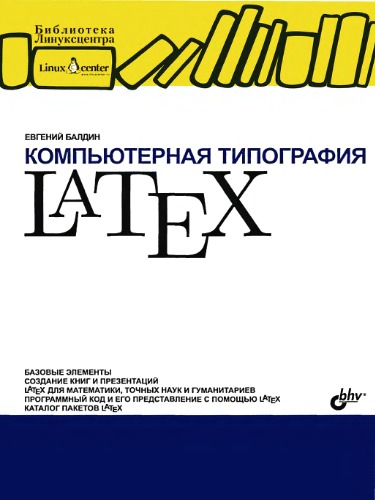 Библиотека
Линуксцентра
Linux center
ЕВГЕНИЙ БАЛДИН
КОМПЬЮТЕРНАЯ ТИПОГРАФИЯ
LATEX
БАЗОВЫЕ ЭЛЕМЕНТЫ
СОЗДАНИЕ КНИГ И ПРЕЗЕНТАЦИЙ
LATEX ДЛЯ МАТЕМАТИКИ, ТОЧНЫХ НАУК И ГУМАНИТАРИЕВ
ПРОГРАММНЫЙ КОД И ЕГО ПРЕДСТАВЛЕНИЕ С ПОМОЩЬЮ LATEX
КАТАЛОГ ПАКЕТОВ LATEX
bhv®